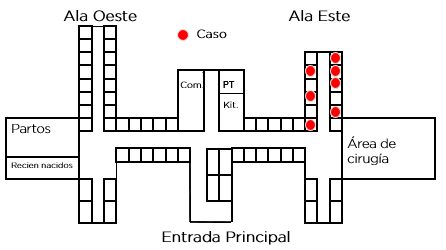 Ala Oeste
Ala Este
Caso
Com.
PT
Kit.
Partos
Recien nacidos
Área de
cirugía
Entrada Principal